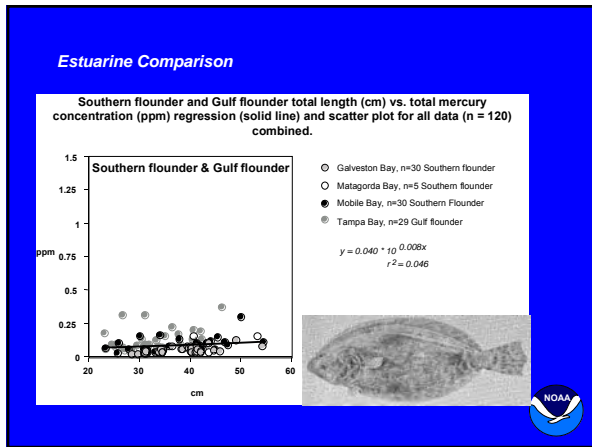 Estuarine Comparison
Southern flounder and Gulf flounder total length (cm) vs. total mercury
concentration (ppm) regression (solid line) and scatter plot for all data (n = 120)
combined.
Southern flounder & Gulf flounder
1.5
1.25
1
ppm 0.75
0.5
0.25
0
20 30 40 50 60
cm
Galveston Bay, n=30 Southern flounder
Matagorda Bay, n=5 Southern flounder
Mobile Bay, n=30 Southern Flounder
Tampa Bay, n=29 Gulf flounder
y = 0.040 * 10 0.008x
r 2 = 0.046
NOAA